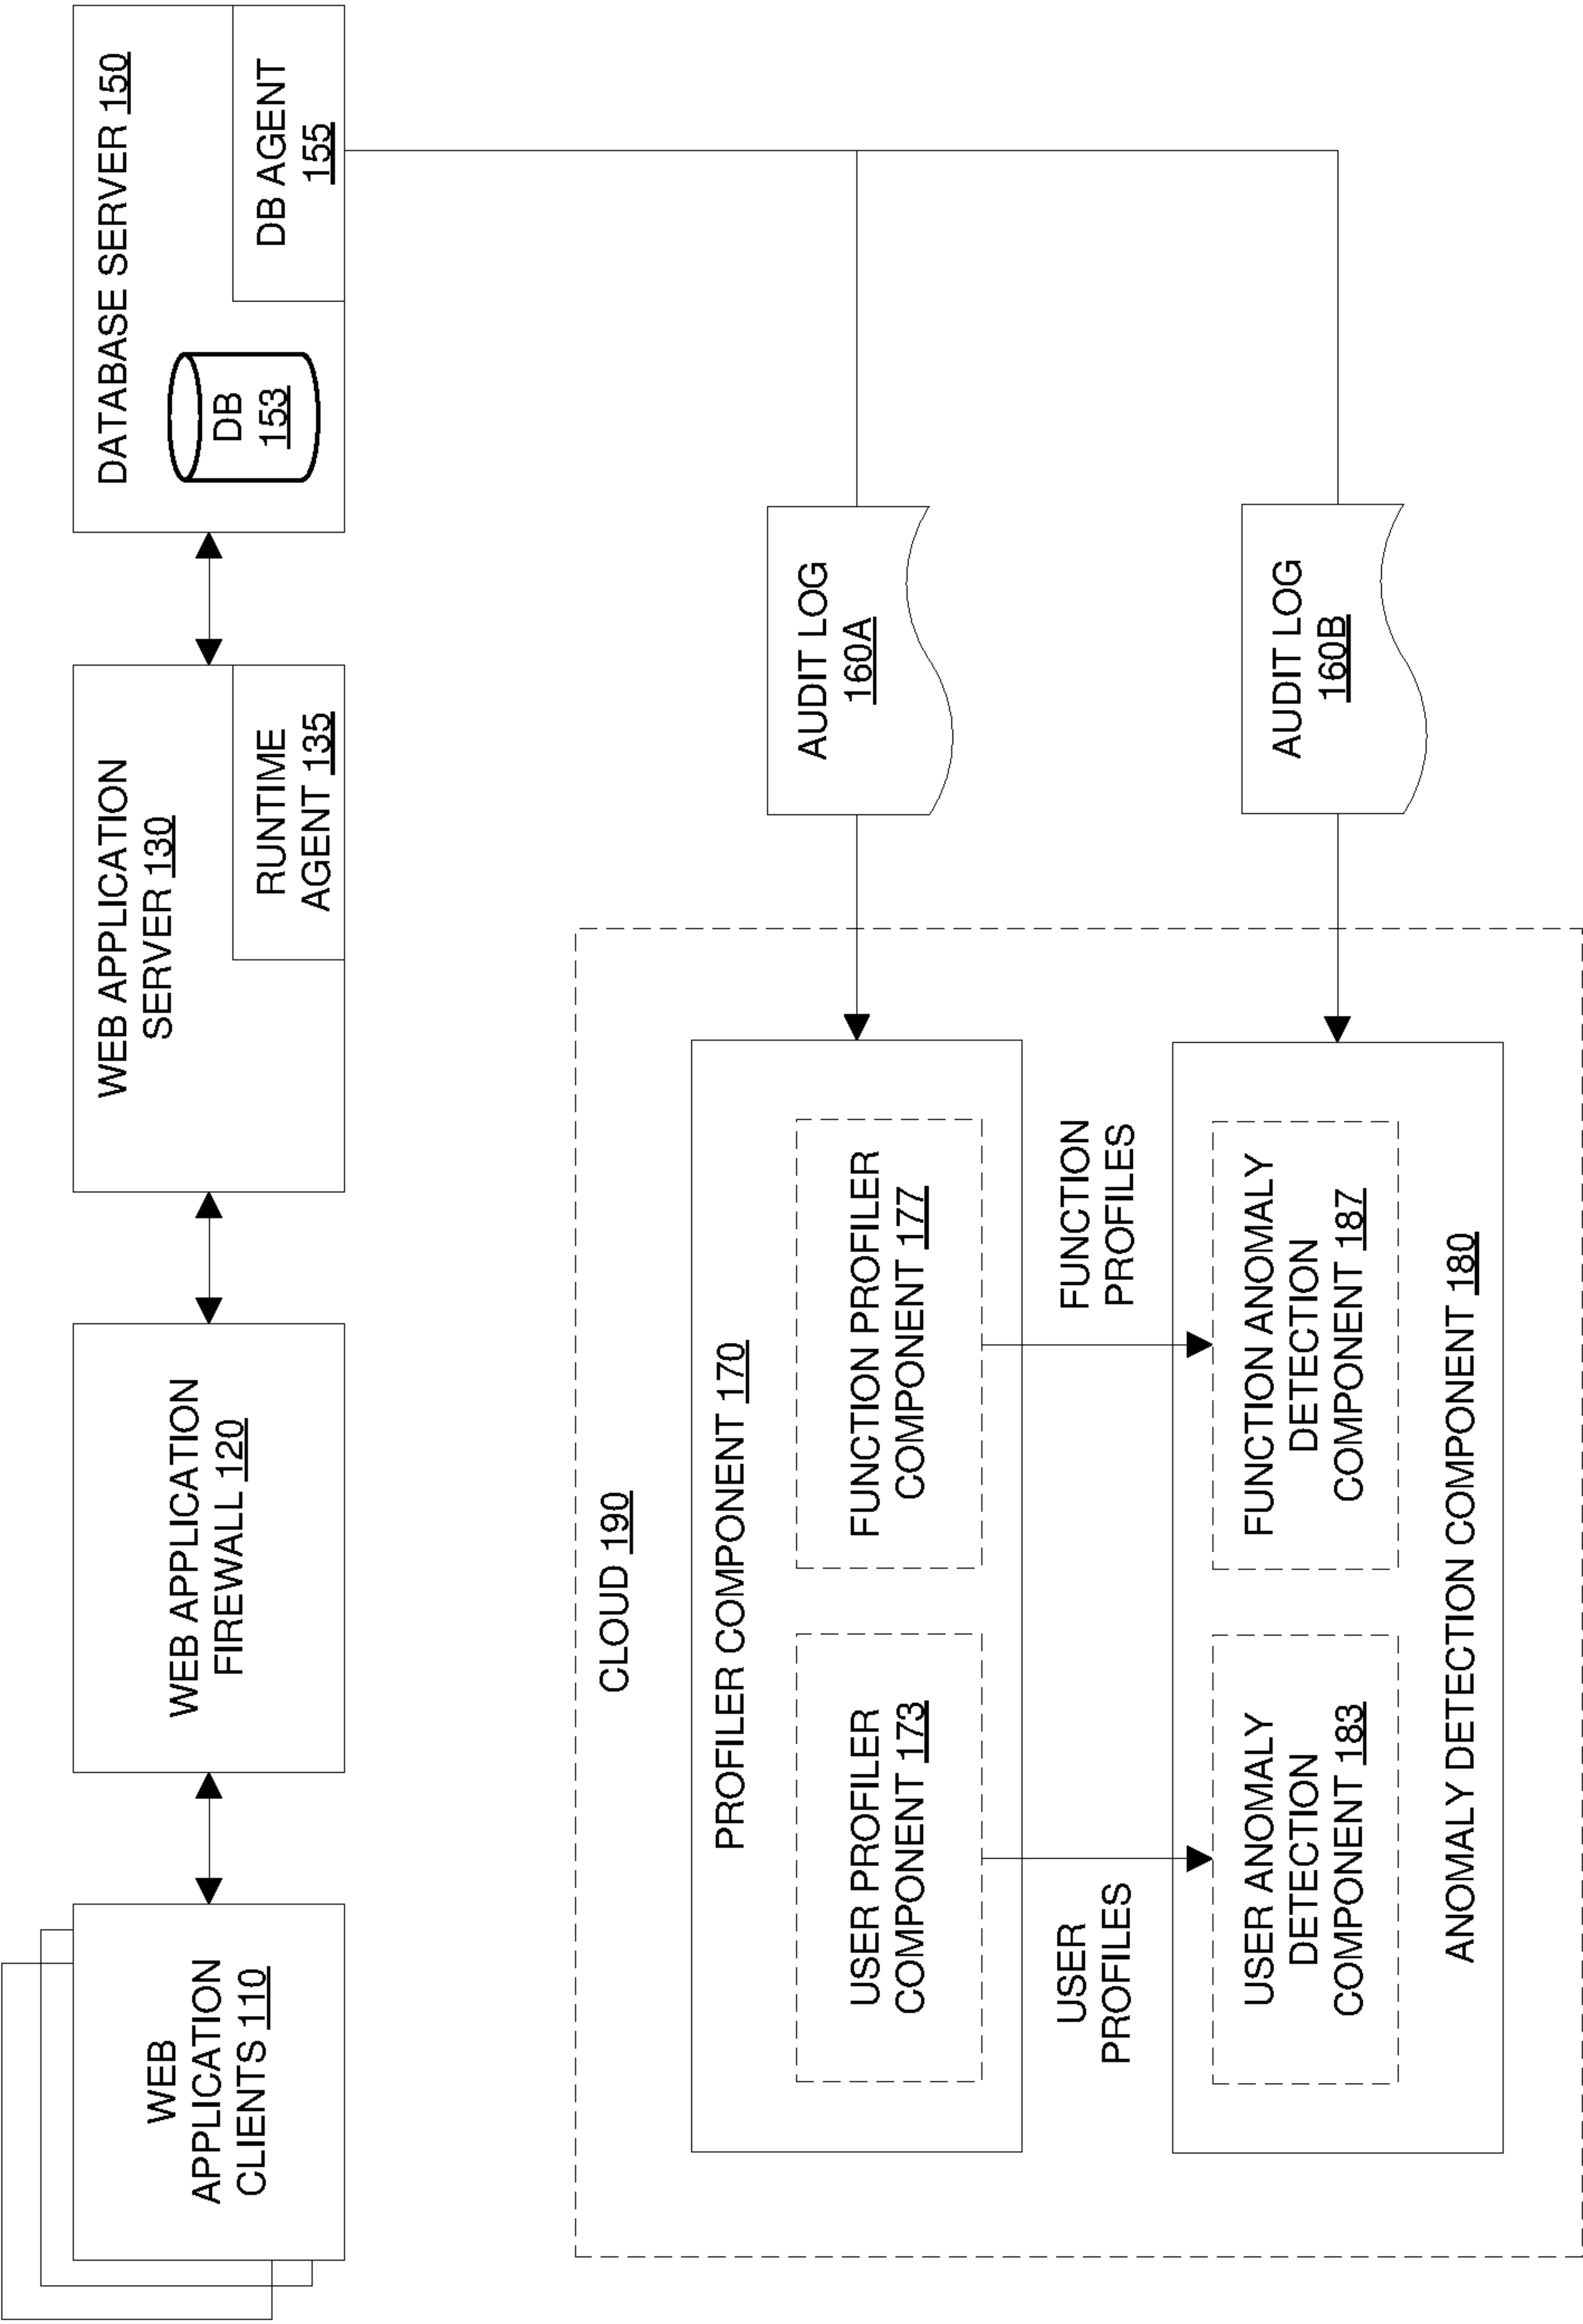 WEB
APPLICATION
CLIENTS 110
WEB APPLICATION
FIREWALL 120
WEB APPLICATION
SERVER 130
RUNTIME
AGENT 135
DATABASE SERVER 150
DB
153
DB AGENT
155
AUDIT LOG
160A
AUDIT LOG
160B
CLOUD 190
PROFILER COMPONENT 170
USER PROFILER
COMPONENT 173
FUNCTION PROFILER
COMPONENT 177
USER
PROFILES
FUNCTION
PROFILES
USER ANOMALY
DETECTION
COMPONENT 183
FUNCTION ANOMALY
DETECTION
COMPONENT 187
ANOMALY DETECTION COMPONENT 180